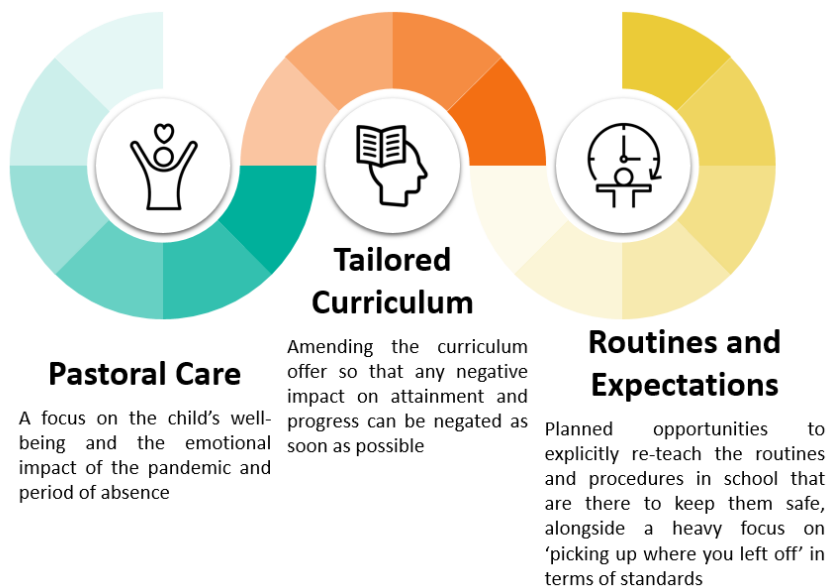 Pastoral Care
A focus on the child’s well-
being and the emotional
impact of the pandemic and
period of absence
Tailored
Curriculum
Amending the curriculum
offer so that any negative
impact on attainment and
progress can be negated as
soon as possible
Routines and
Expectations
Planned opportunities to
explicitly re-teach the routines
and procedures in school that
are there to keep them safe,
alongside a heavy focus on
‘picking up where you left off’ in
terms of standards